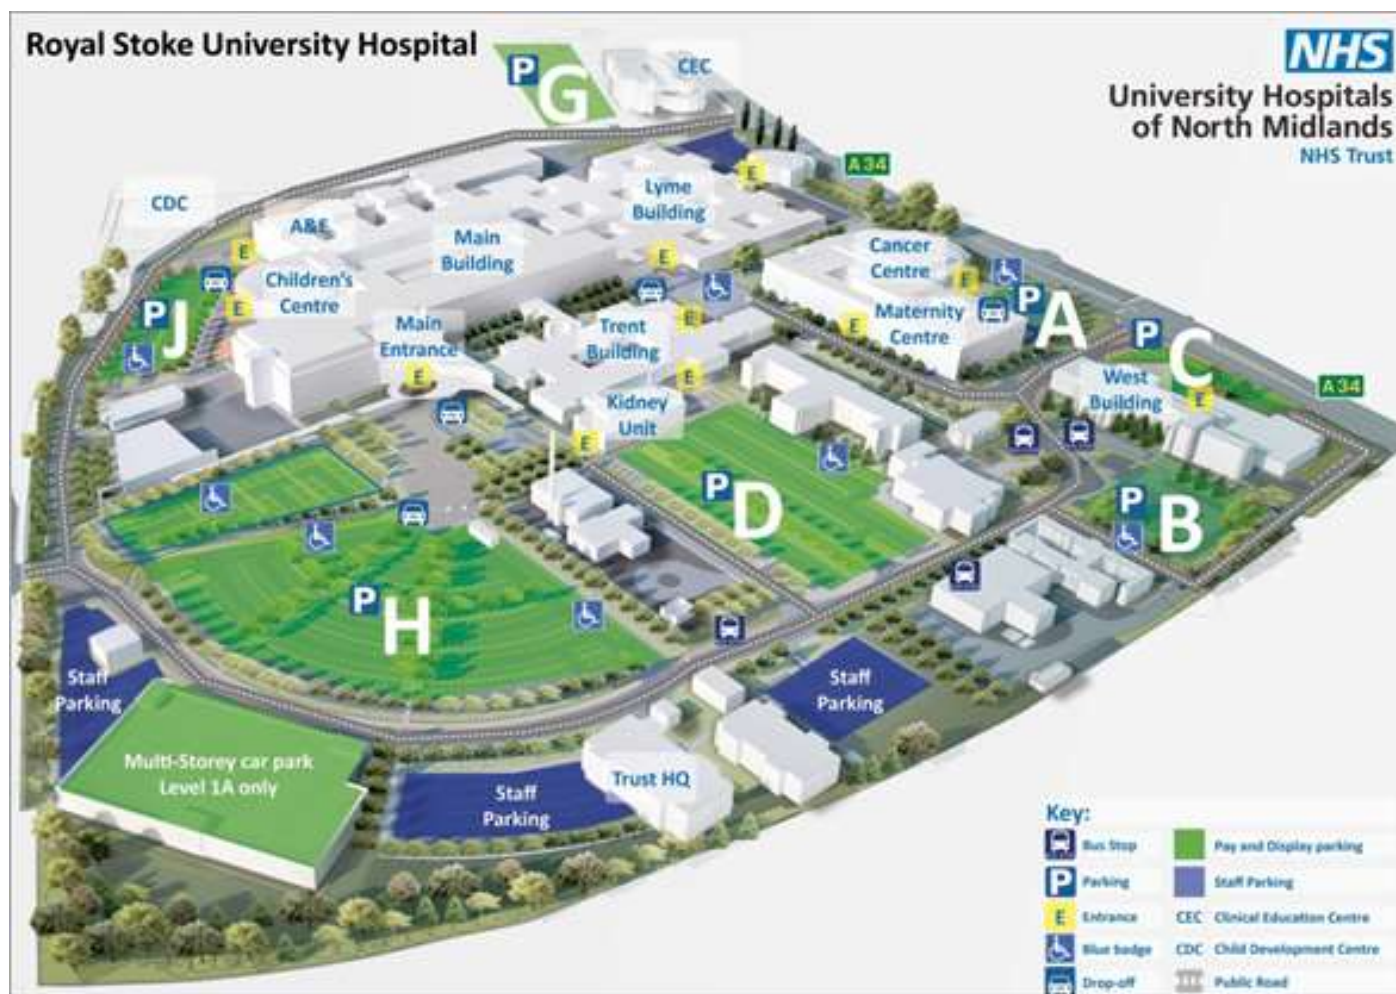 Royal Stoke University Hospital
NHS
University Hospitals
of North Midlands
NHS Trust
P
G
CEC
A34
CDC
A&E
E
Lyme
Building
E
Main
Building
Cancer
Centre
E
Children's
Centre
E
E
P
J
Main
Entrance
E
Trent
Building
E
Maternity
Centre
E
P
A
P
C
West
Building
E
A34
Kidney
Unit
E
E
P
D
P
B
P
H
Staff
Parking
Staff
Parking
Multi-Storey car park
Level 1A only
Staff
Parking
Trust HQ
Key:
Bus Stop
Pay and Display parking
P
Parking
Staff Parking
E
Entrance
CEC
Clinical Education Centre
Blue badge
CDC
Child Development Centre
Drop-off
Public Road